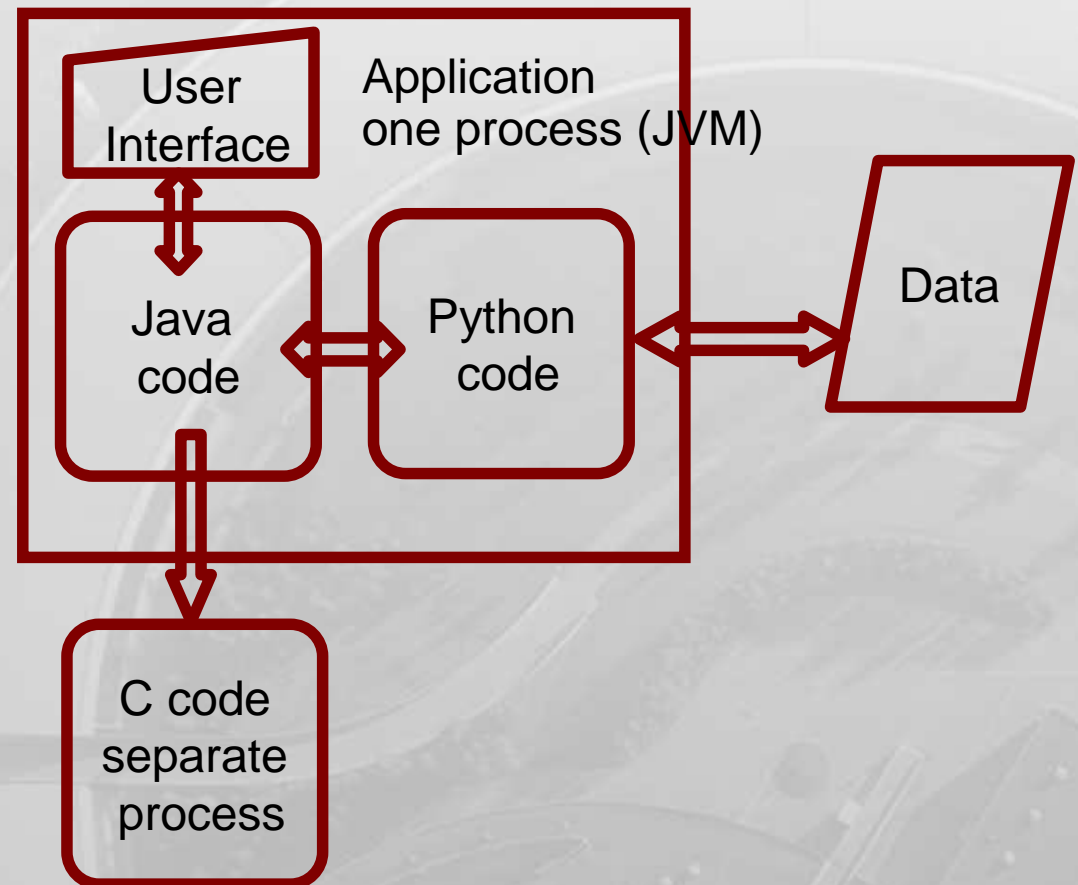 User
Interface
Application
one process (JVM)
Java
code
Python
code
Data
C code
separate
process